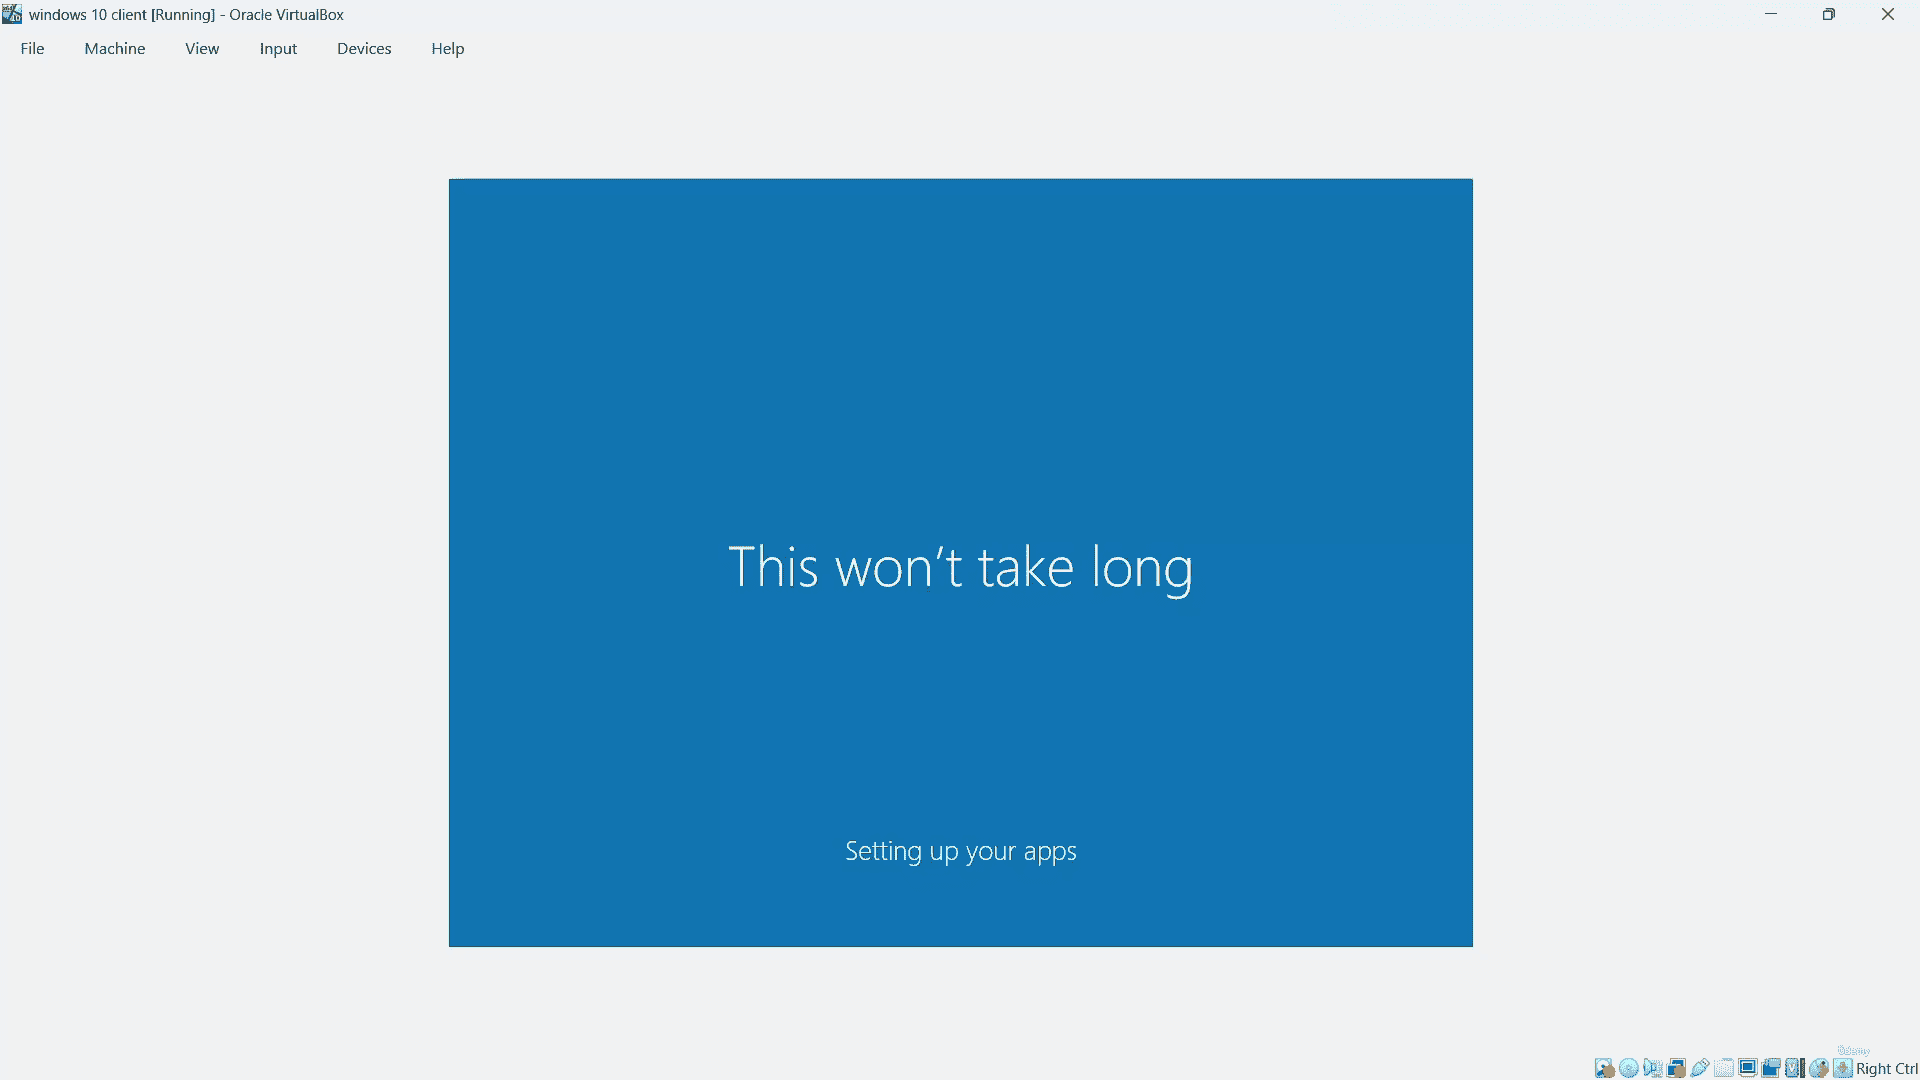 windows 10 client [Running] - Oracle VirtualBox
File Machine View Input Devices Help
This won't take long
Setting up your apps
Udemy
Right Ctrl